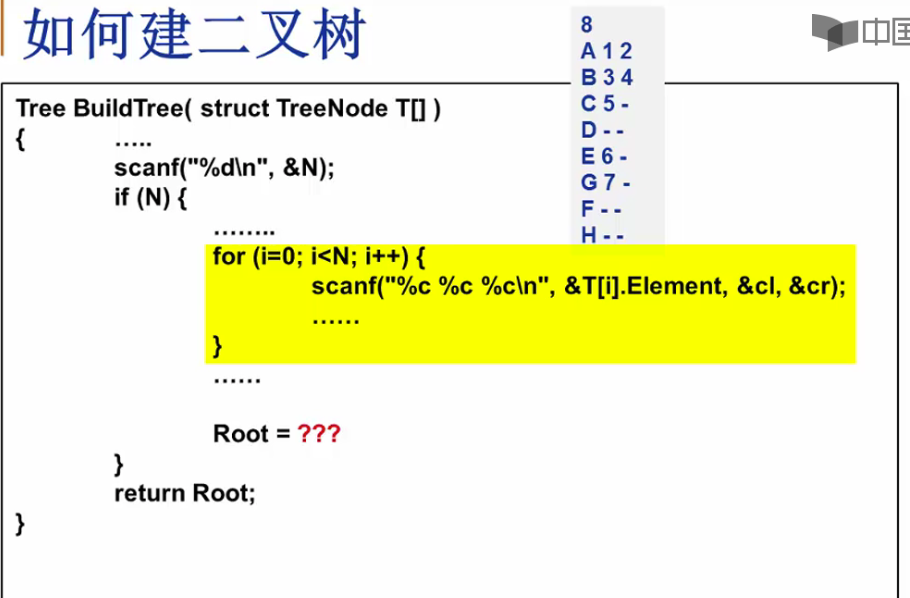 如何建二叉树
8
A 1 2
B 3 4
C 5 -
D - -
E 6 -
G 7 -
F - -
H - -
中国
Tree BuildTree( struct TreeNode T[] )
{ …..
scanf("%d\n", &N);
if (N) {
……..
for (i=0; i<N; i++) {
scanf("%c %c %c\n", &T[i].Element, &cl, &cr);
……
}
……
Root = ???
}
return Root;
}